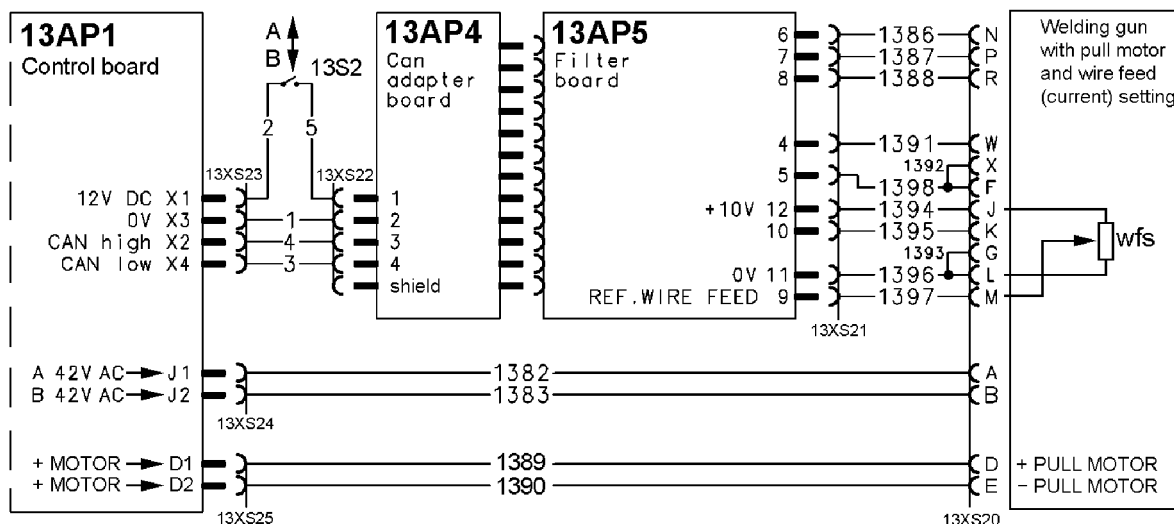 13AP1
Control board
A
B
13S2
2
5
13XS23
13XS22
12V DC X1
0V X3
CAN high X2
CAN low X4
1
4
3
13AP4
Can
adapter
board
1
2
3
4
shield
13AP5
Filter
board
6
7
8
4
5
+10V 12
10
0V 11
REF.WIRE FEED 9
13XS21
1386
1387
1388
1391
1392
1398
1394
1395
1393
1396
1397
N
P
R
W
X
F
J
K
G
L
M
Welding gun
with pull motor
and wire feed
(current) setting
wfs
A 42V AC J1
B 42V AC J2
13XS24
1382
1383
A
B
+ MOTOR D1
+ MOTOR D2
13XS25
1389
1390
D
E
+ PULL MOTOR
– PULL MOTOR
13XS20